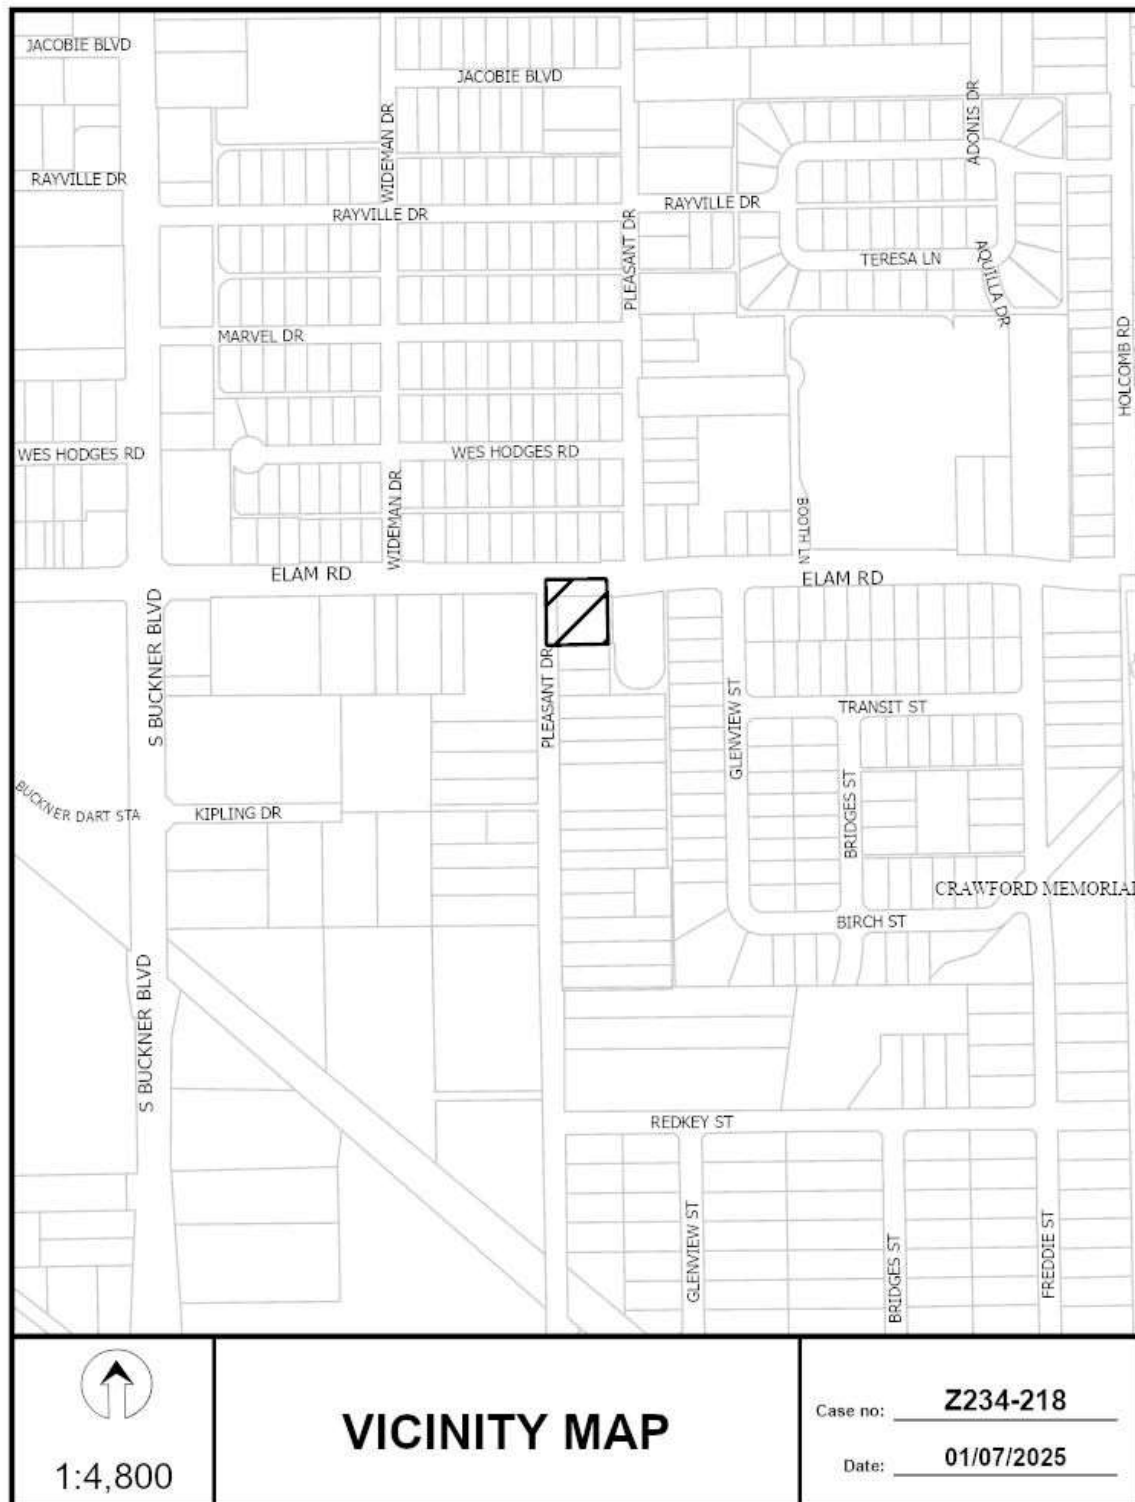 JACOBIE BLVD
JACOBIE BLVD
WIDEMAN DR
ADONIS DR
RAYVILLE DR
RAYVILLE DR
RAYVILLE DR
PLEASANT DR
TERESA LN
AQUILLA DR
MARVEL DR
HOLCOMB RD
WES HODGES RD
WES HODGES RD
WIDEMAN DR
BOOTH LN
ELAM RD
ELAM RD
S BUCKNER BLVD
PLEASANT DR
GLENVIEW ST
TRANSIT ST
BUCKNER DART STA
KIPLING DR
BRIDGES ST
CRAWFORD MEMORIAL
BIRCH ST
S BUCKNER BLVD
REDKEY ST
GLENVIEW ST
BRIDGES ST
FREDDIE ST
1:4,800
VICINITY MAP
Case no: Z234-218
Date: 01/07/2025